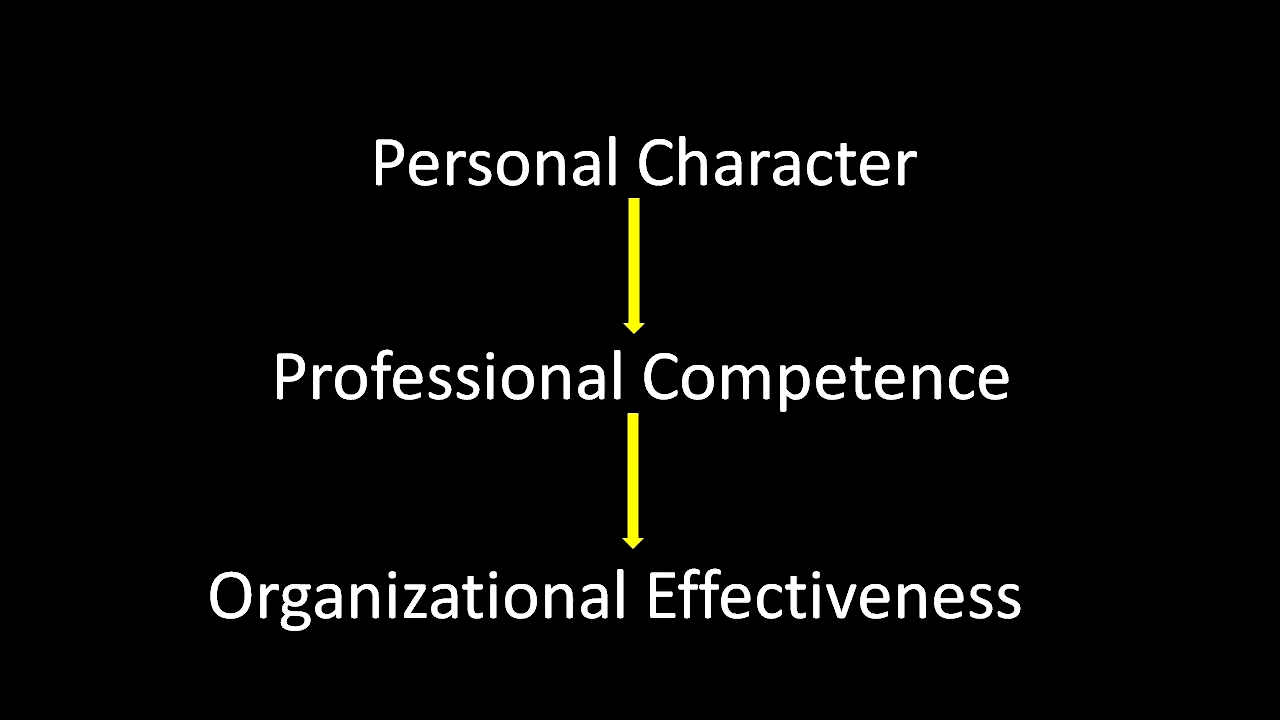 Personal Character
Professional Competence
Organizational Effectiveness